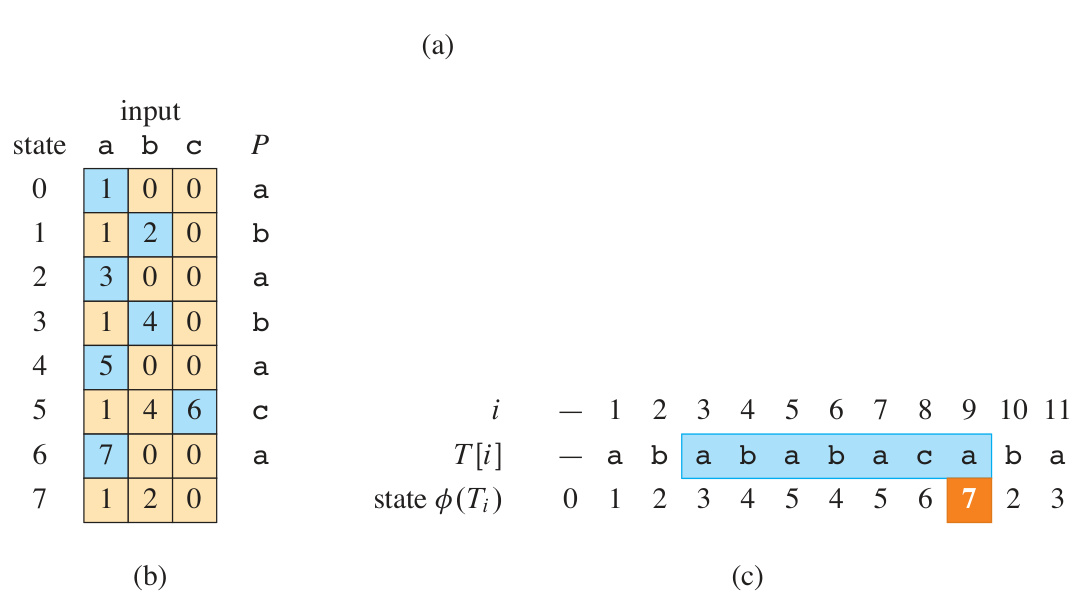 (a)
input
state a b c P
0 1 0 0 a
1 1 2 0 b
2 3 0 0 a
3 1 4 0 b
4 5 0 0 a
5 1 4 6 c
6 7 0 0 a
7 1 2 0
(b)
i — 1 2 3 4 5 6 7 8 9 10 11
T[i] — a b a b a b a c a b a
state ϕ(Tᵢ) 0 1 2 3 4 5 4 5 6 7 2 3
(c)